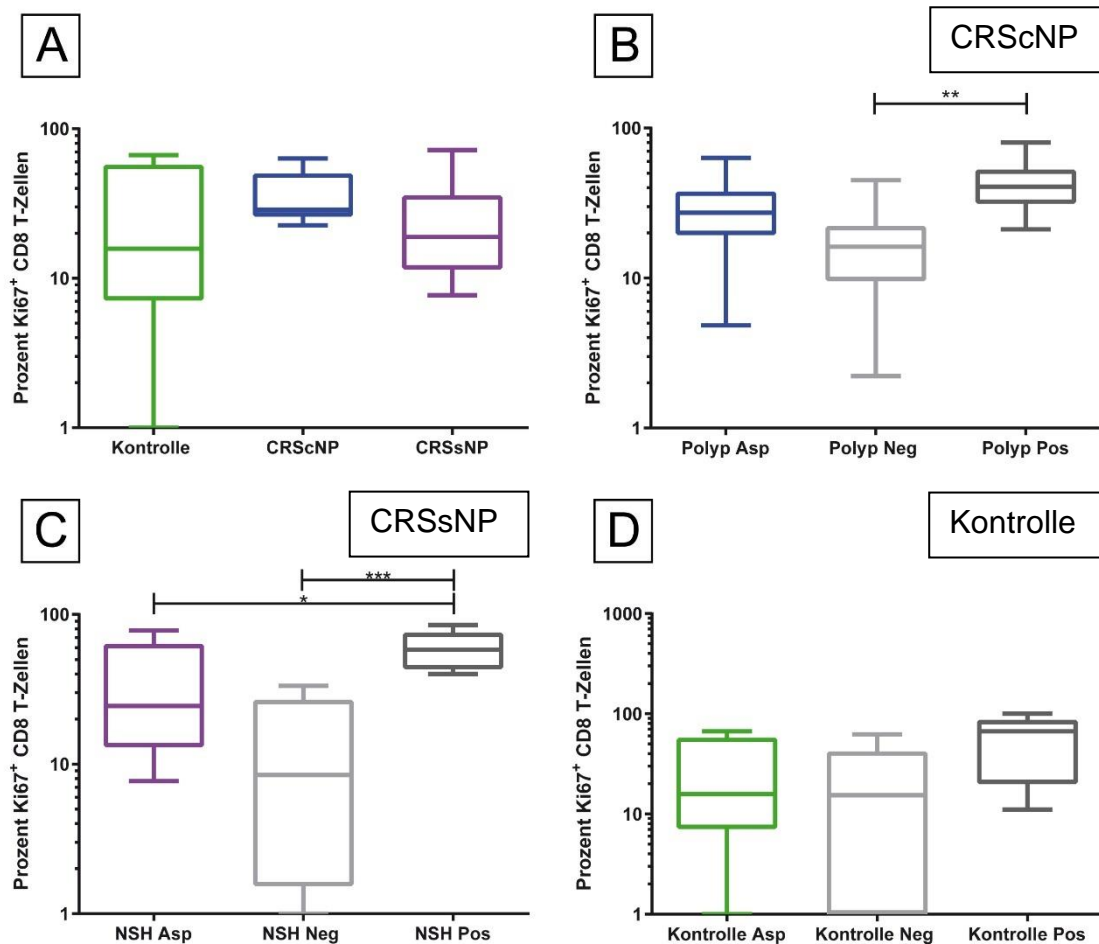 A
Prozent Ki67⁺ CD8 T-Zellen
100
10
1
Kontrolle CRScNP CRSsNP
B
CRScNP
**
Prozent Ki67⁺ CD8 T-Zellen
100
10
1
Polyp Asp Polyp Neg Polyp Pos
C
CRSsNP
***
*
Prozent Ki67⁺ CD8 T-Zellen
100
10
1
NSH Asp NSH Neg NSH Pos
D
Kontrolle
Prozent Ki67⁺ CD8 T-Zellen
1000
100
10
1
Kontrolle Asp Kontrolle Neg Kontrolle Pos